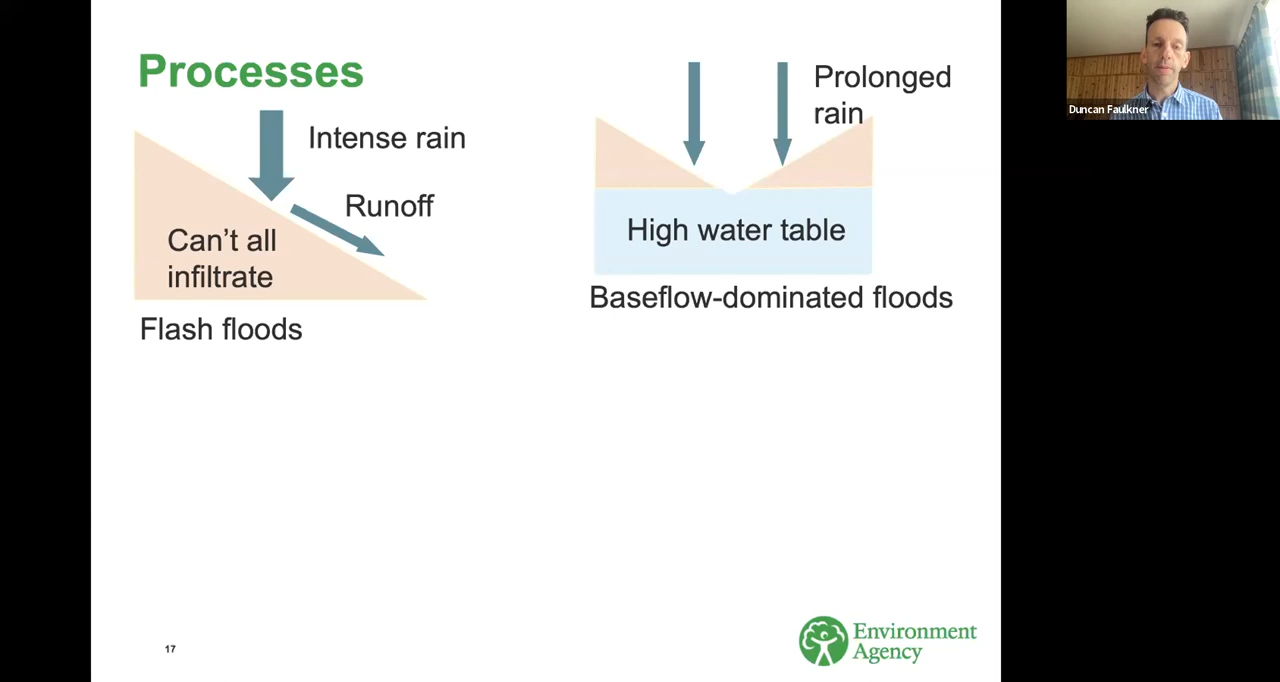 Processes
Intense rain
Runoff
Can't all
infiltrate
Flash floods
Prolonged
rain
High water table
Baseflow-dominated floods
17
Environment
Agency
Duncan Faulkner